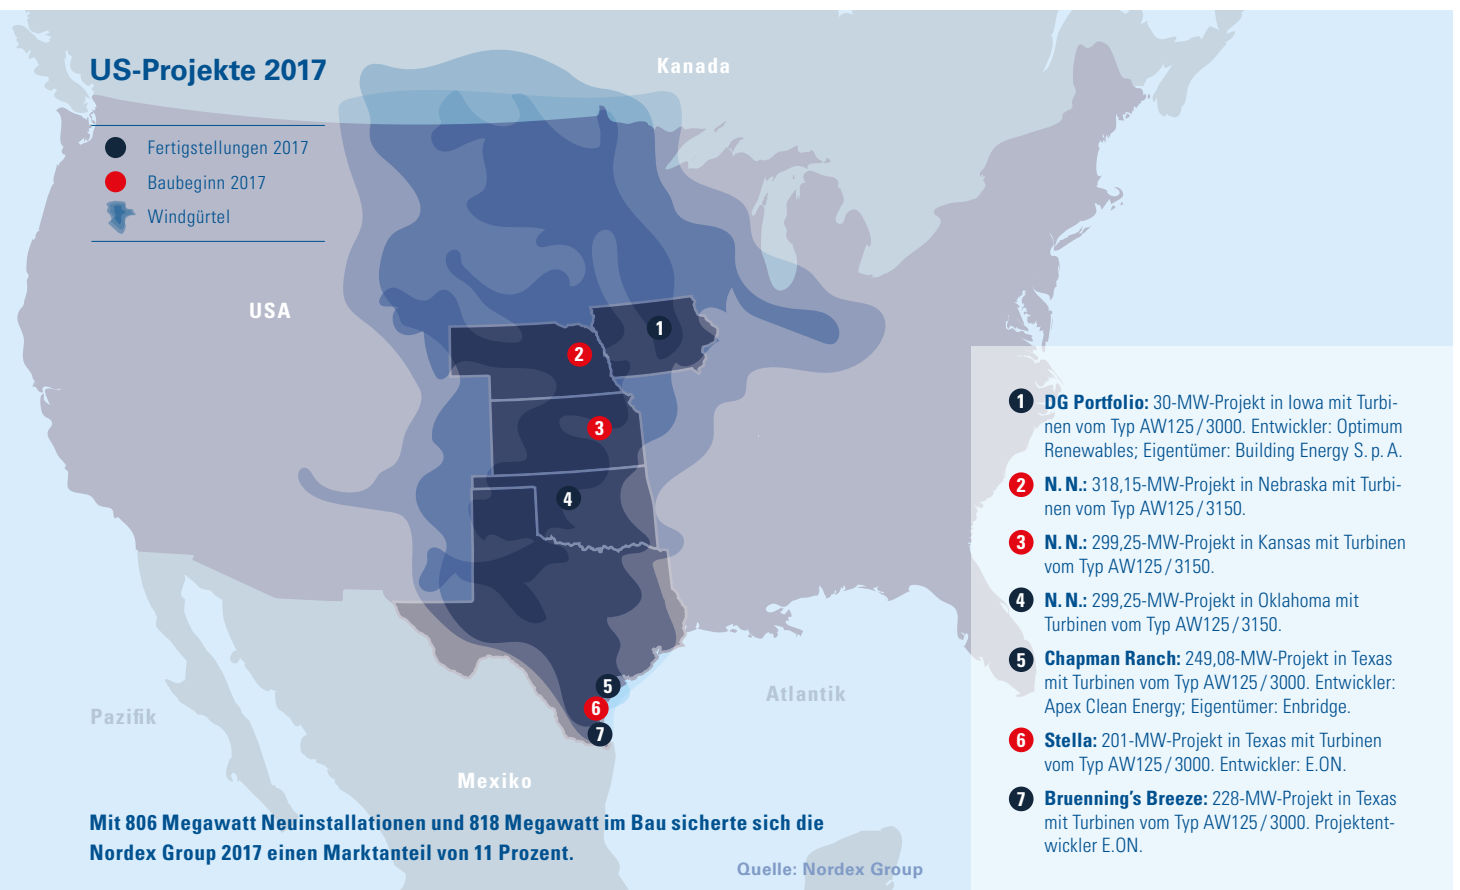 US-Projekte 2017
Fertigstellungen 2017
Baubeginn 2017
Windgürtel
Kanada
USA
Pazifik
Mexiko
Atlantik
1
2
3
4
5
6
7
1 DG Portfolio: 30-MW-Projekt in Iowa mit Turbi-
nen vom Typ AW125/3000. Entwickler: Optimum
Renewables; Eigentümer: Building Energy S. p. A.
2 N. N.: 318,15-MW-Projekt in Nebraska mit Turbi-
nen vom Typ AW125/3150.
3 N. N.: 299,25-MW-Projekt in Kansas mit Turbinen
vom Typ AW125/3150.
4 N. N.: 299,25-MW-Projekt in Oklahoma mit
Turbinen vom Typ AW125/3150.
5 Chapman Ranch: 249,08-MW-Projekt in Texas
mit Turbinen vom Typ AW125/3000. Entwickler:
Apex Clean Energy; Eigentümer: Enbridge.
6 Stella: 201-MW-Projekt in Texas mit Turbinen
vom Typ AW125/3000. Entwickler: E.ON.
7 Bruenning's Breeze: 228-MW-Projekt in Texas
mit Turbinen vom Typ AW125/3000. Projektent-
wickler E.ON.
Mit 806 Megawatt Neuinstallationen und 818 Megawatt im Bau sicherte sich die
Nordex Group 2017 einen Marktanteil von 11 Prozent.
Quelle: Nordex Group